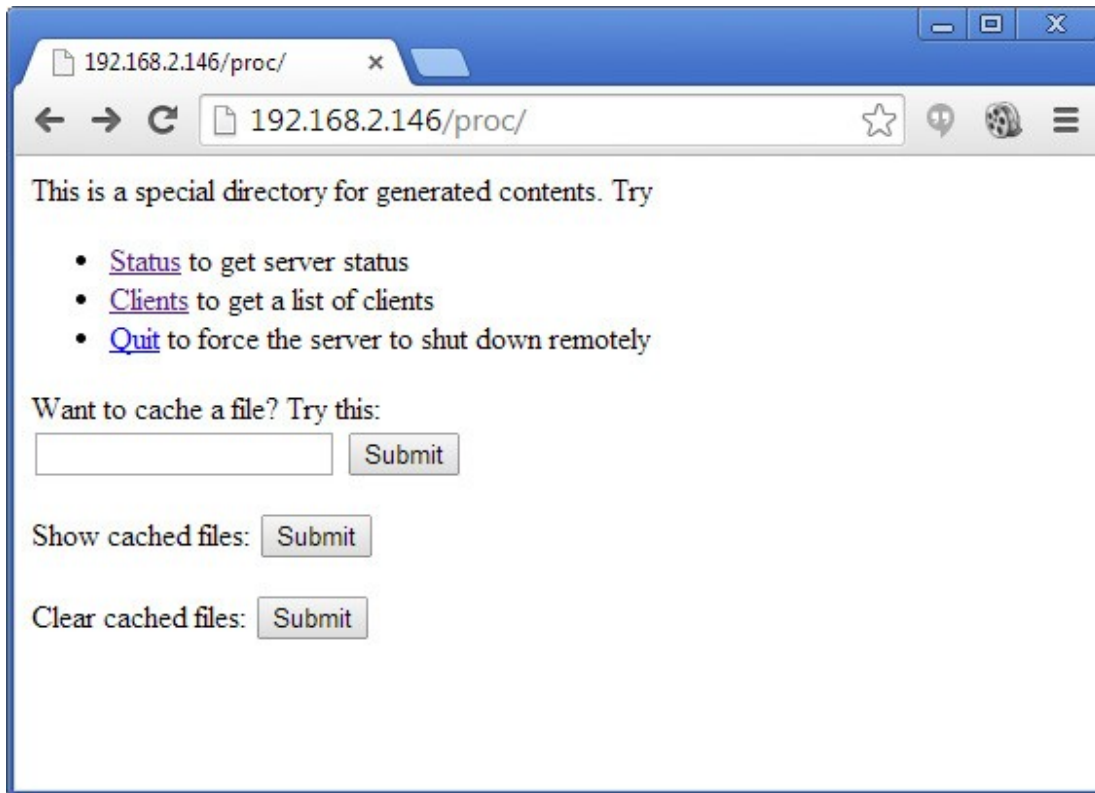 192.168.2.146/proc/
192.168.2.146/proc/
This is a special directory for generated contents. Try
Status to get server status
Clients to get a list of clients
Quit to force the server to shut down remotely
Want to cache a file? Try this:
Submit
Show cached files: Submit
Clear cached files: Submit